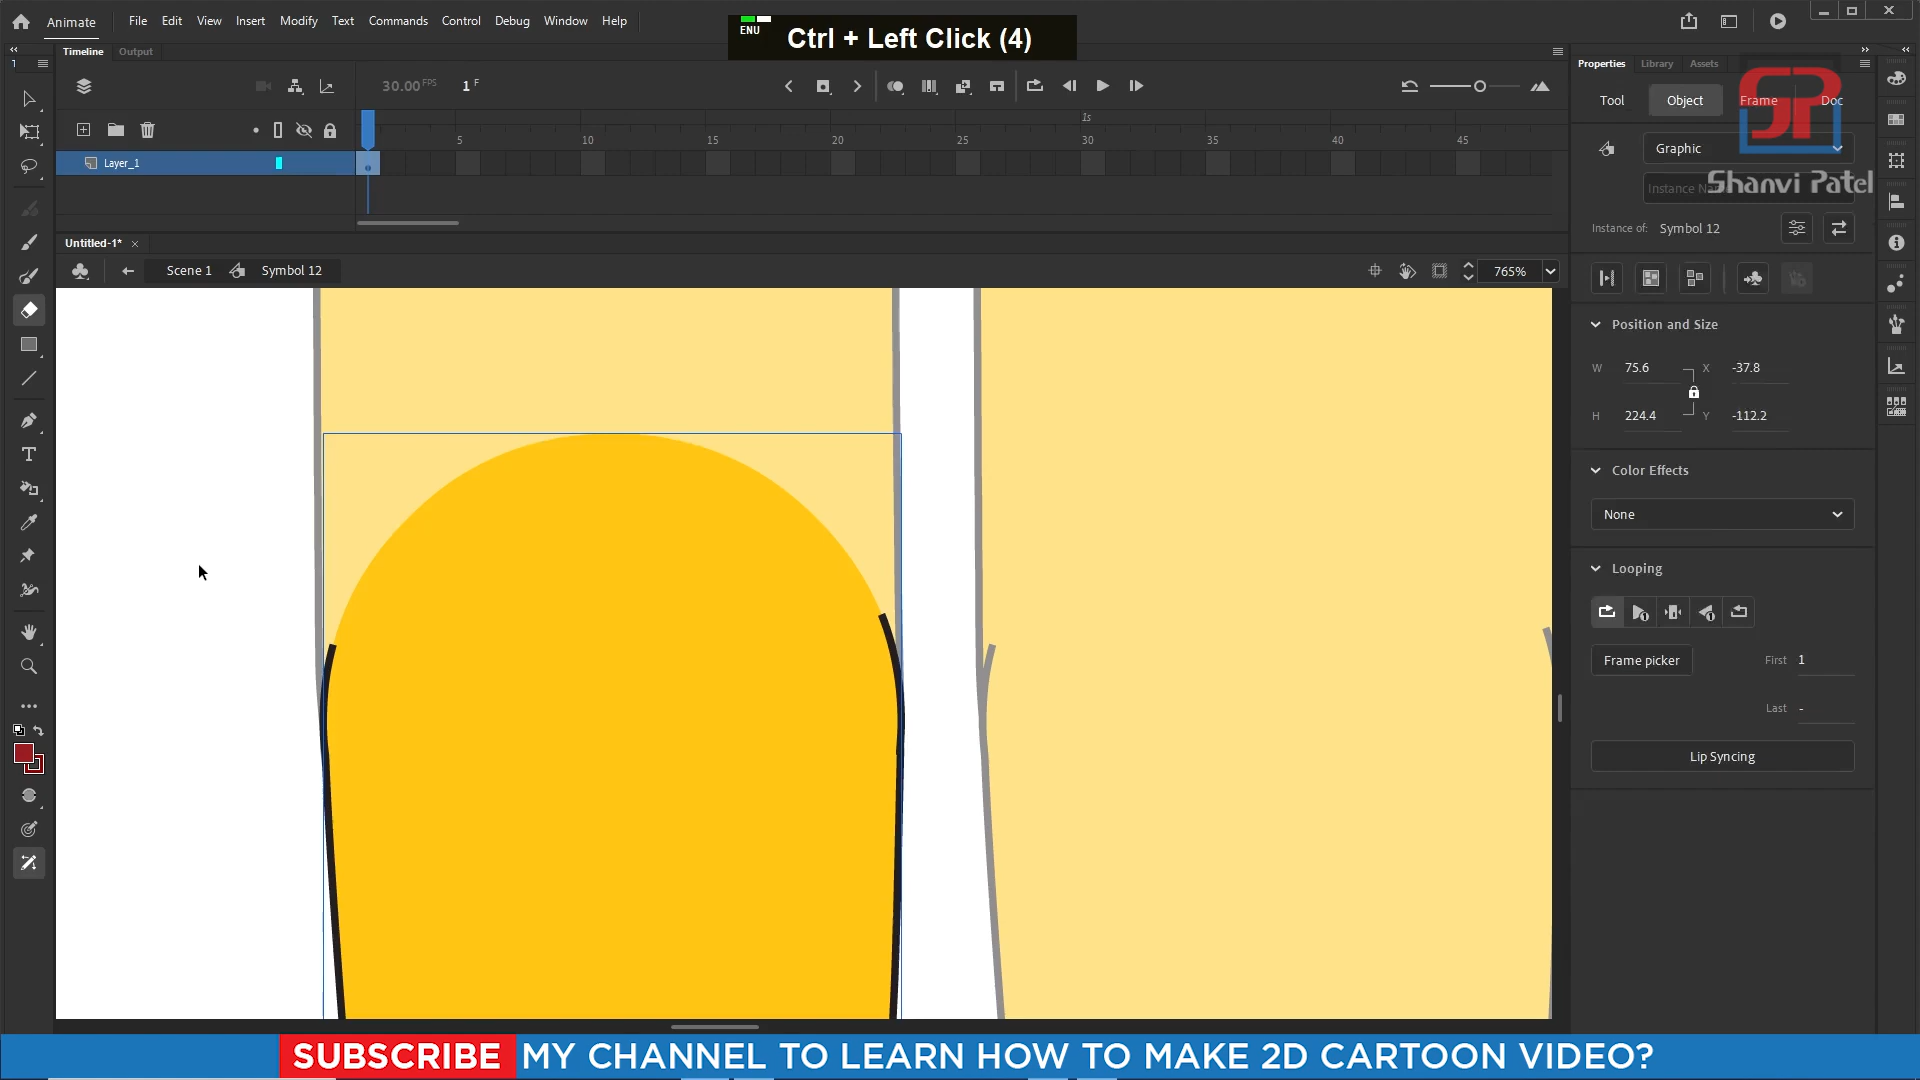 Animate File Edit View Insert Modify Text Commands Control Debug Window Help
ENU Ctrl + Left Click (4)
Timeline Output
Properties Library Assets
30.00 FPS 1 F
Tool Object Frame Doc
1s
5 10 15 20 25 30 35 40 45
Layer_1
Graphic
Instance Name
Shanvi Patel
Instance of: Symbol 12
Untitled-1*
Scene 1 Symbol 12
765%
Position and Size
W 75.6 X -37.8
H 224.4 Y -112.2
Color Effects
None
Looping
Frame picker First 1
Last -
Lip Syncing
SUBSCRIBE MY CHANNEL TO LEARN HOW TO MAKE 2D CARTOON VIDEO?